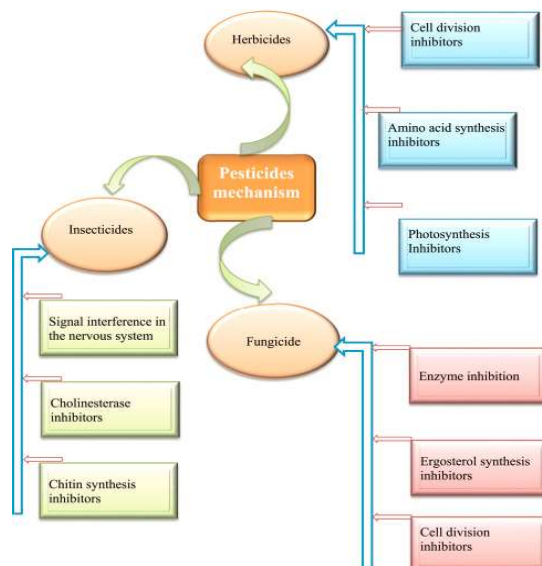 Herbicides
Cell division
inhibitors
Amino acid synthesis
inhibitors
Photosynthesis
Inhibitors
Pesticides
mechanism
Insecticides
Signal interference in
the nervous system
Cholinesterase
inhibitors
Chitin synthesis
inhibitors
Fungicide
Enzyme inhibition
Ergosterol synthesis
inhibitors
Cell division
inhibitors